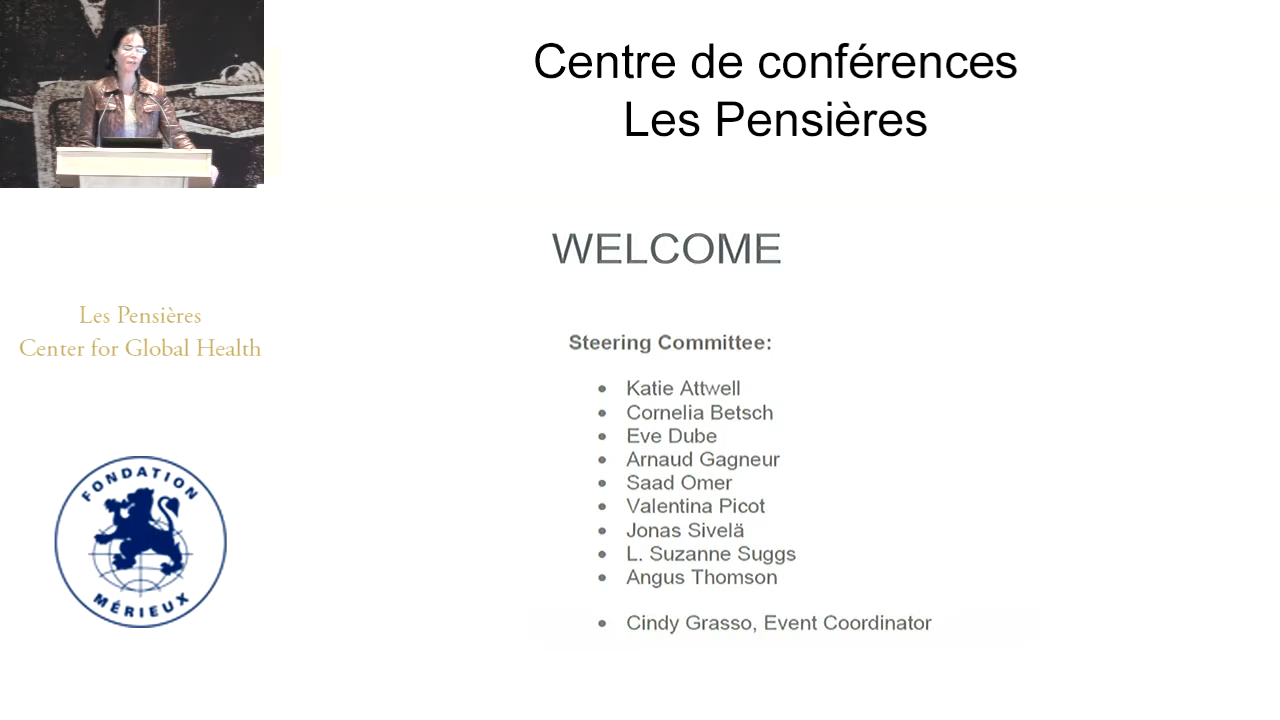 Centre de conférences
Les Pensières
WELCOME
Les Pensières
Center for Global Health
Steering Committee:
• Katie Attwell
• Cornelia Betsch
• Eve Dube
• Arnaud Gagneur
• Saad Omer
• Valentina Picot
• Jonas Sivelä
• L. Suzanne Suggs
• Angus Thomson
• Cindy Grasso, Event Coordinator
FONDATION
MÉRIEUX